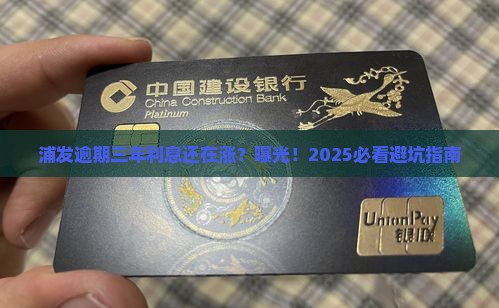 中国建设银行
China Construction Bank
Platinum
浦发逾期三年利息还在涨？曝光！2025必看避坑指南
UnionPay
银联